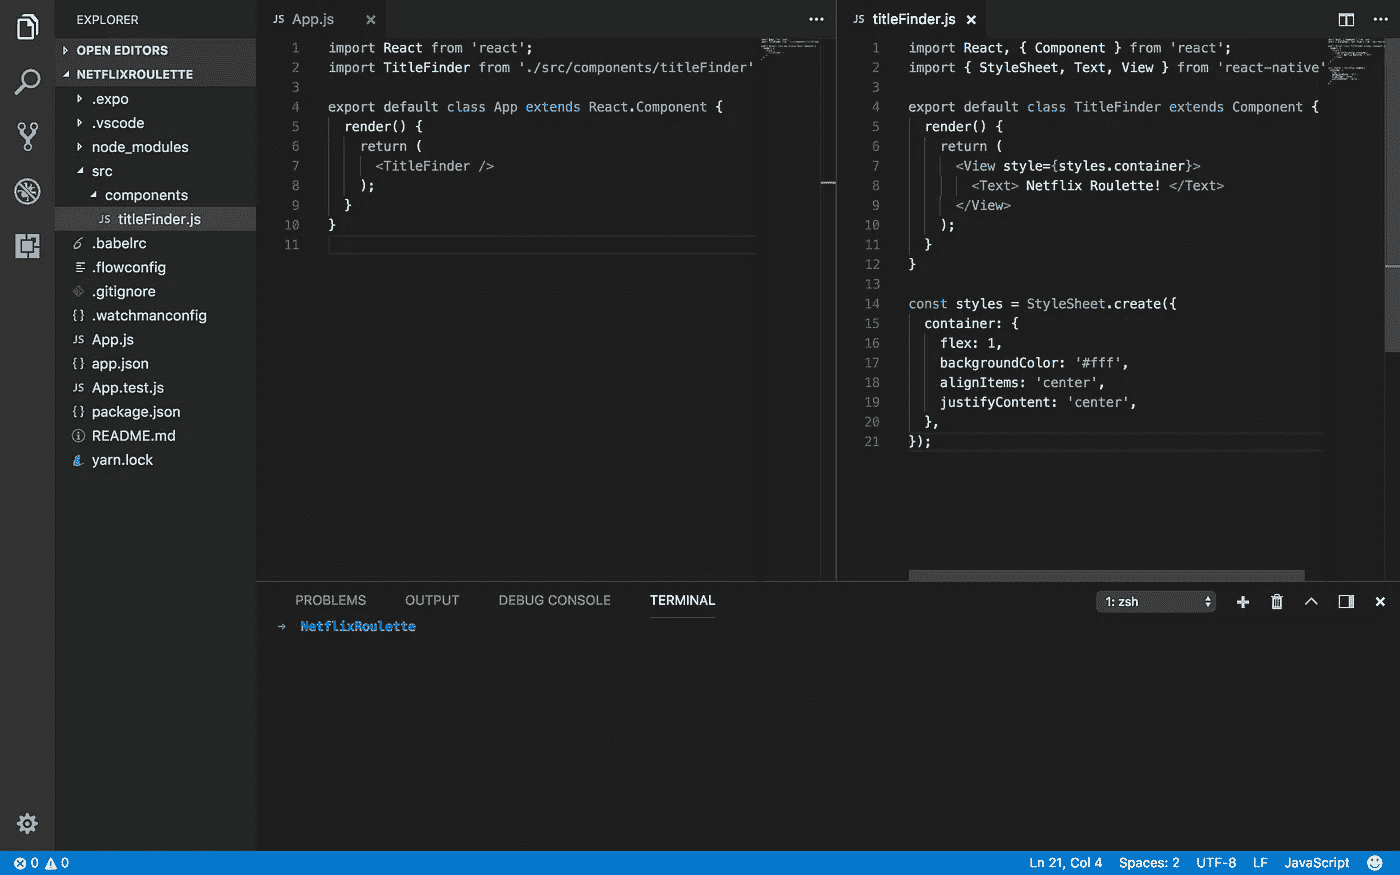 EXPLORER
OPEN EDITORS
NETFLIXROULETTE
.expo
.vscode
node_modules
src
components
JS titleFinder.js
.babelrc
.flowconfig
.gitignore
{ } .watchmanconfig
JS App.js
{ } app.json
JS App.test.js
{ } package.json
README.md
yarn.lock
JS App.js
1 import React from 'react';
2 import TitleFinder from './src/components/titleFinder'
3
4 export default class App extends React.Component {
5 render() {
6 return (
7 <TitleFinder />
8 );
9 }
10 }
11
JS titleFinder.js
1 import React, { Component } from 'react';
2 import { StyleSheet, Text, View } from 'react-native'
3
4 export default class TitleFinder extends Component {
5 render() {
6 return (
7 <View style={styles.container}>
8 <Text> Netflix Roulette! </Text>
9 </View>
10 );
11 }
12 }
13
14 const styles = StyleSheet.create({
15 container: {
16 flex: 1,
17 backgroundColor: '#fff',
18 alignItems: 'center',
19 justifyContent: 'center',
20 },
21 });
PROBLEMS OUTPUT DEBUG CONSOLE TERMINAL 1: zsh
→ NetflixRoulette
0 0 Ln 21, Col 4 Spaces: 2 UTF-8 LF JavaScript